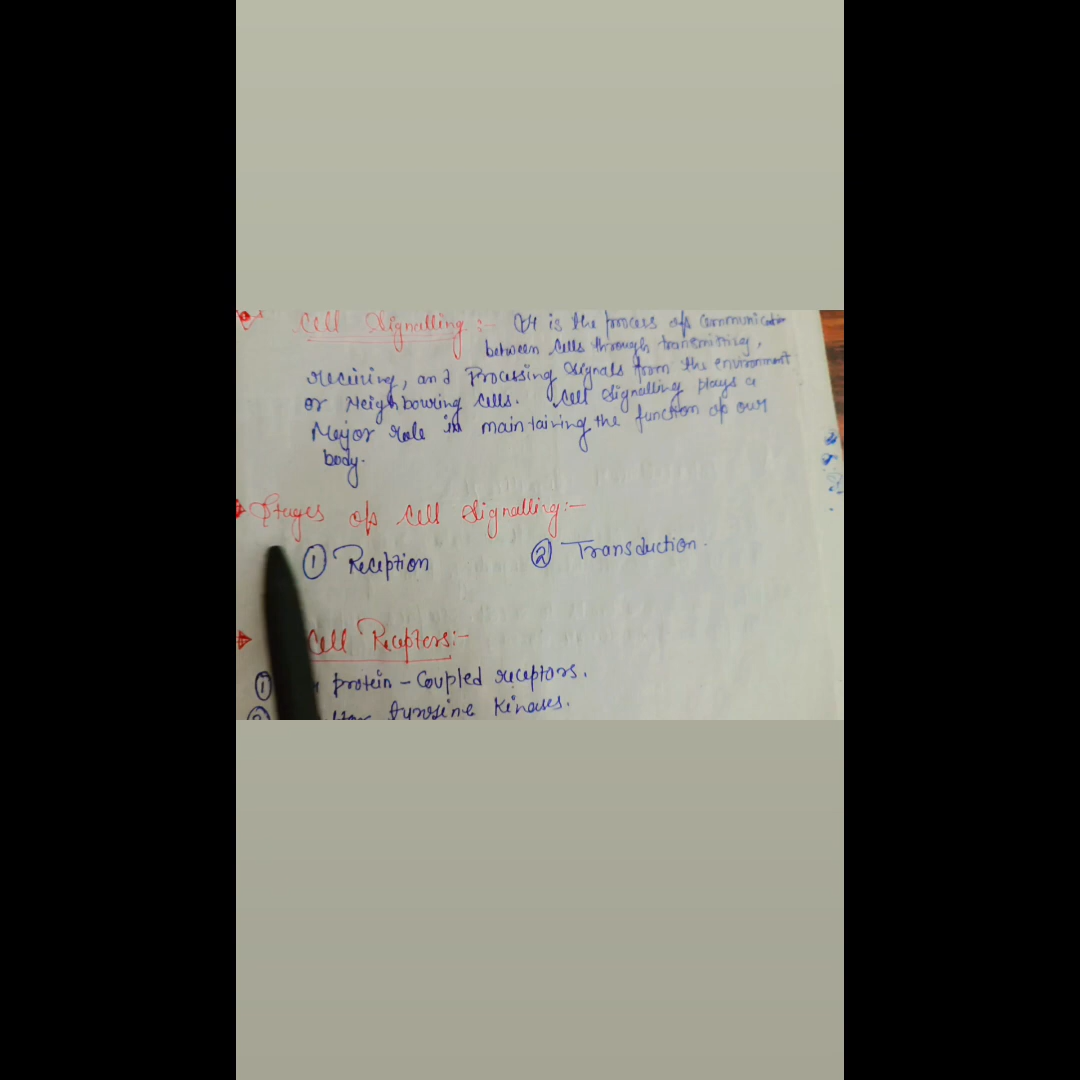 Cell Signalling :- It is the process of communication
between cells through transmitting,
receiving, and Processing signals from the environment
or Neighbouring cells. Cell signalling plays a
Major role in maintaining the function of our
body.
Stages of Cell Signalling:-
① Reception ② Transduction.
Cell Receptors:-
① protein - Coupled receptors.
② tyrosine Kinases.